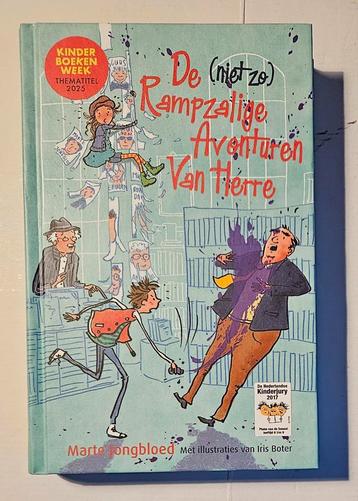 KINDER
BOEKEN
WEEK
THEMATITEL
2025
De (niet zo)
Rampzalige
Avonturen
Van Herre
De Nederlandse
Kinderjury
2017
Marte Jongbloed Met illustraties van Iris Boter